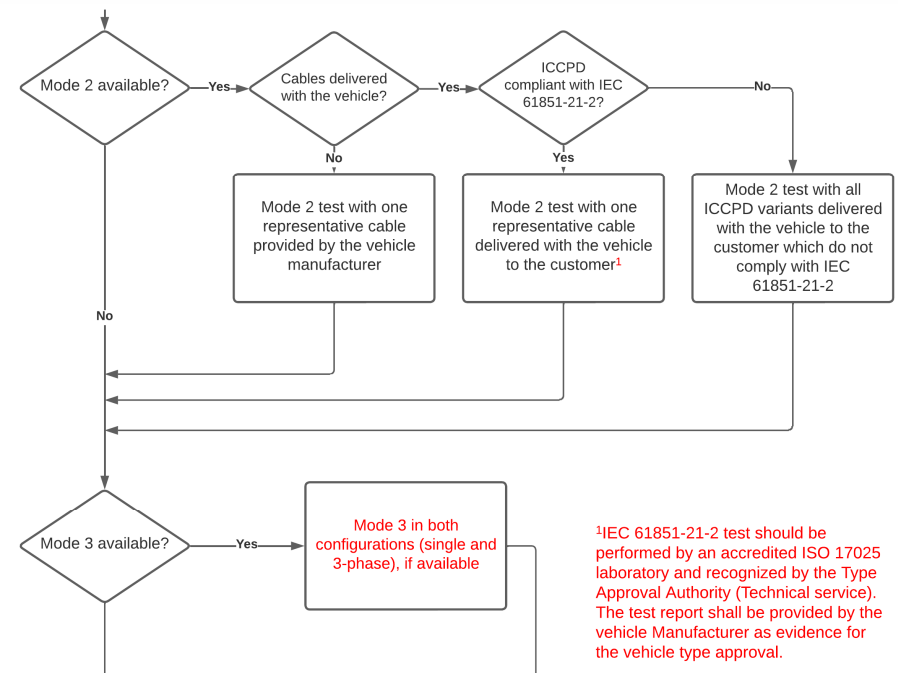 Mode 2 available?
Yes
Cables delivered
with the vehicle?
Yes
ICCPD
compliant with IEC
61851-21-2?
No
No
Yes
Mode 2 test with one
representative cable
provided by the vehicle
manufacturer
Mode 2 test with one
representative cable
delivered with the vehicle
to the customer¹
Mode 2 test with all
ICCPD variants delivered
with the vehicle to the
customer which do not
comply with IEC
61851-21-2
No
Mode 3 available?
Yes
Mode 3 in both
configurations (single and
3-phase), if available
¹IEC 61851-21-2 test should be
performed by an accredited ISO 17025
laboratory and recognized by the Type
Approval Authority (Technical service).
The test report shall be provided by the
vehicle Manufacturer as evidence for
the vehicle type approval.